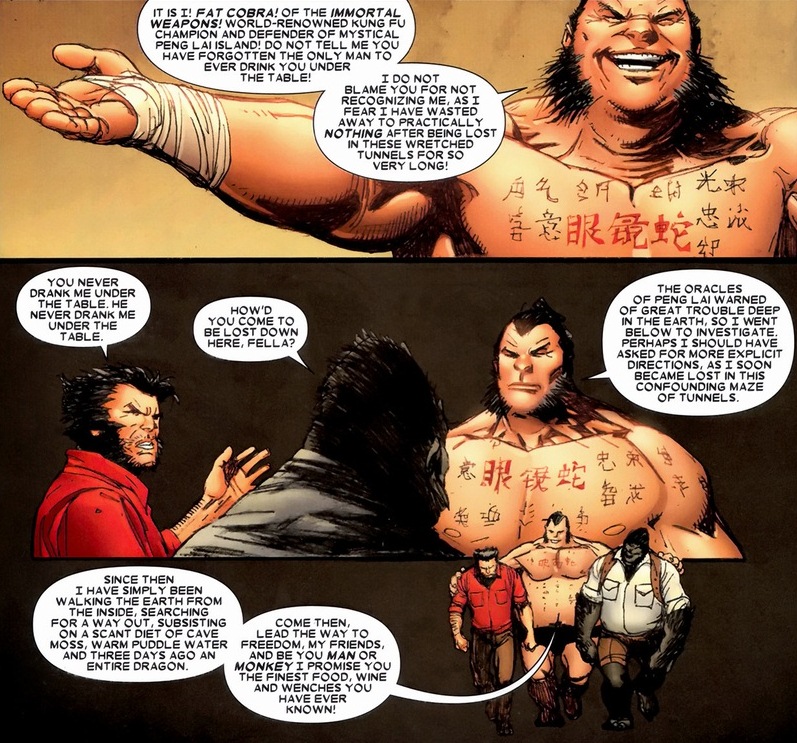 IT IS I! FAT COBRA! OF THE IMMORTAL
WEAPONS! WORLD-RENOWNED KUNG FU
CHAMPION AND DEFENDER OF MYSTICAL
PENG LAI ISLAND! DO NOT TELL ME YOU
HAVE FORGOTTEN THE ONLY MAN TO
EVER DRINK YOU UNDER
THE TABLE!
I DO NOT
BLAME YOU FOR NOT
RECOGNIZING ME, AS I
FEAR I HAVE WASTED
AWAY TO PRACTICALLY
NOTHING AFTER BEING LOST
IN THESE WRETCHED
TUNNELS FOR SO
VERY LONG!
眼镜蛇
YOU NEVER
DRANK ME UNDER
THE TABLE. HE
NEVER DRANK ME
UNDER THE
TABLE.
HOW'D
YOU COME TO
BE LOST DOWN
HERE, FELLA?
THE ORACLES
OF PENG LAI WARNED
OF GREAT TROUBLE DEEP
IN THE EARTH, SO I WENT
BELOW TO INVESTIGATE.
PERHAPS I SHOULD HAVE
ASKED FOR MORE EXPLICIT
DIRECTIONS, AS I SOON
BECAME LOST IN THIS
CONFOUNDING MAZE
OF TUNNELS.
眼镜蛇
SINCE THEN
I HAVE SIMPLY BEEN
WALKING THE EARTH FROM
THE INSIDE, SEARCHING
FOR A WAY OUT, SUBSISTING
ON A SCANT DIET OF CAVE
MOSS, WARM PUDDLE WATER
AND THREE DAYS AGO AN
ENTIRE DRAGON.
COME THEN,
LEAD THE WAY TO
FREEDOM, MY FRIENDS,
AND BE YOU MAN OR
MONKEY I PROMISE YOU
THE FINEST FOOD, WINE
AND WENCHES YOU
HAVE EVER
KNOWN!